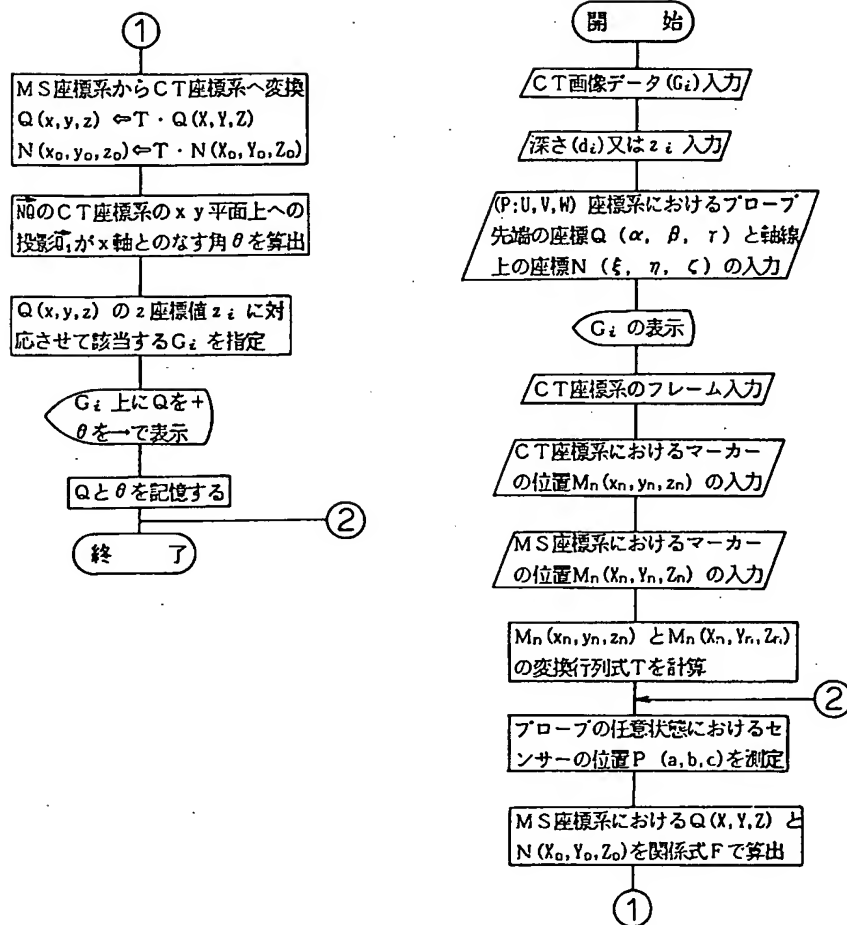 開 始
CT画像データ(Gi)入力
深さ(di)又はzi 入力
(P:U,V,W) 座標系におけるプローブ
先端の座標Q (α, β, γ) と軸線
上の座標N (ξ, η, ζ) の入力
Gi の表示
CT座標系のフレーム入力
CT座標系におけるマーカー
の位置Mn(xn,yn,zn) の入力
MS座標系におけるマーカー
の位置Mn(Xn,Yn,Zn) の入力
Mn(xn,yn,zn) とMn(Xn,Yn,Zn)
の変換行列式Tを計算
②
プローブの任意状態におけるセ
ンサーの位置P (a,b,c)を測定
MS座標系におけるQ(X,Y,Z) と
N(X₀,Y₀,Z₀)を関係式Fで算出
①
①
MS座標系からCT座標系へ変換
Q(x,y,z) ⇐T・Q(X,Y,Z)
N(x₀,y₀,z₀)⇐T・N(X₀,Y₀,Z₀)
NQのCT座標系のxy平面上への
がx軸とのなす角θを算出
Q(x,y,z) のz座標値zi に対
応させて該当するGi を指定
Gi 上にQを+
θを→で表示
Qとθを記憶する
②
終 了